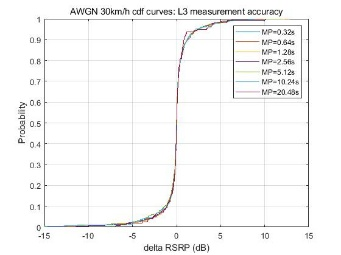 AWGN 30km/h cdf curves: L3 measurement accuracy
1
0.9
0.8
0.7
0.6
0.5
0.4
0.3
0.2
0.1
0
Probability
MP=0.32s
MP=0.64s
MP=1.28s
MP=2.56s
MP=5.12s
MP=10.24s
MP=20.48s
-15 -10 -5 0 5 10 15
delta RSRP (dB)